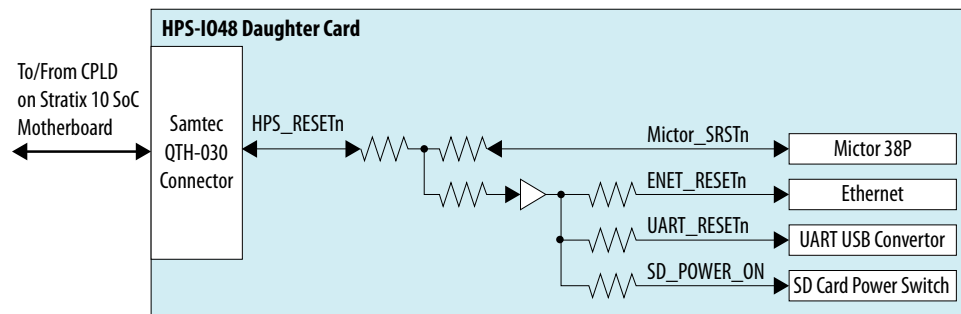 HPS-IO48 Daughter Card
To/From CPLD
on Stratix 10 SoC
Motherboard
Samtec
QTH-030
Connector
HPS_RESETn
Mictor_SRSTn
Mictor 38P
ENET_RESETn
Ethernet
UART_RESETn
UART USB Convertor
SD_POWER_ON
SD Card Power Switch